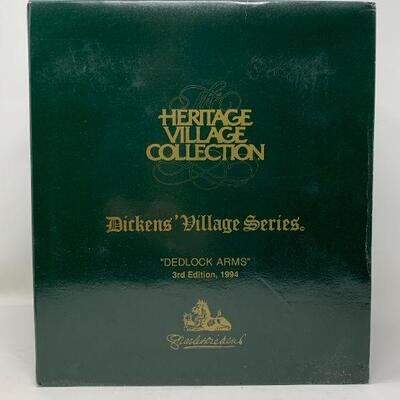 The
HERITAGE
VILLAGE
COLLECTION
Dickens' Village Series®
"DEDLOCK ARMS"
3rd Edition, 1994